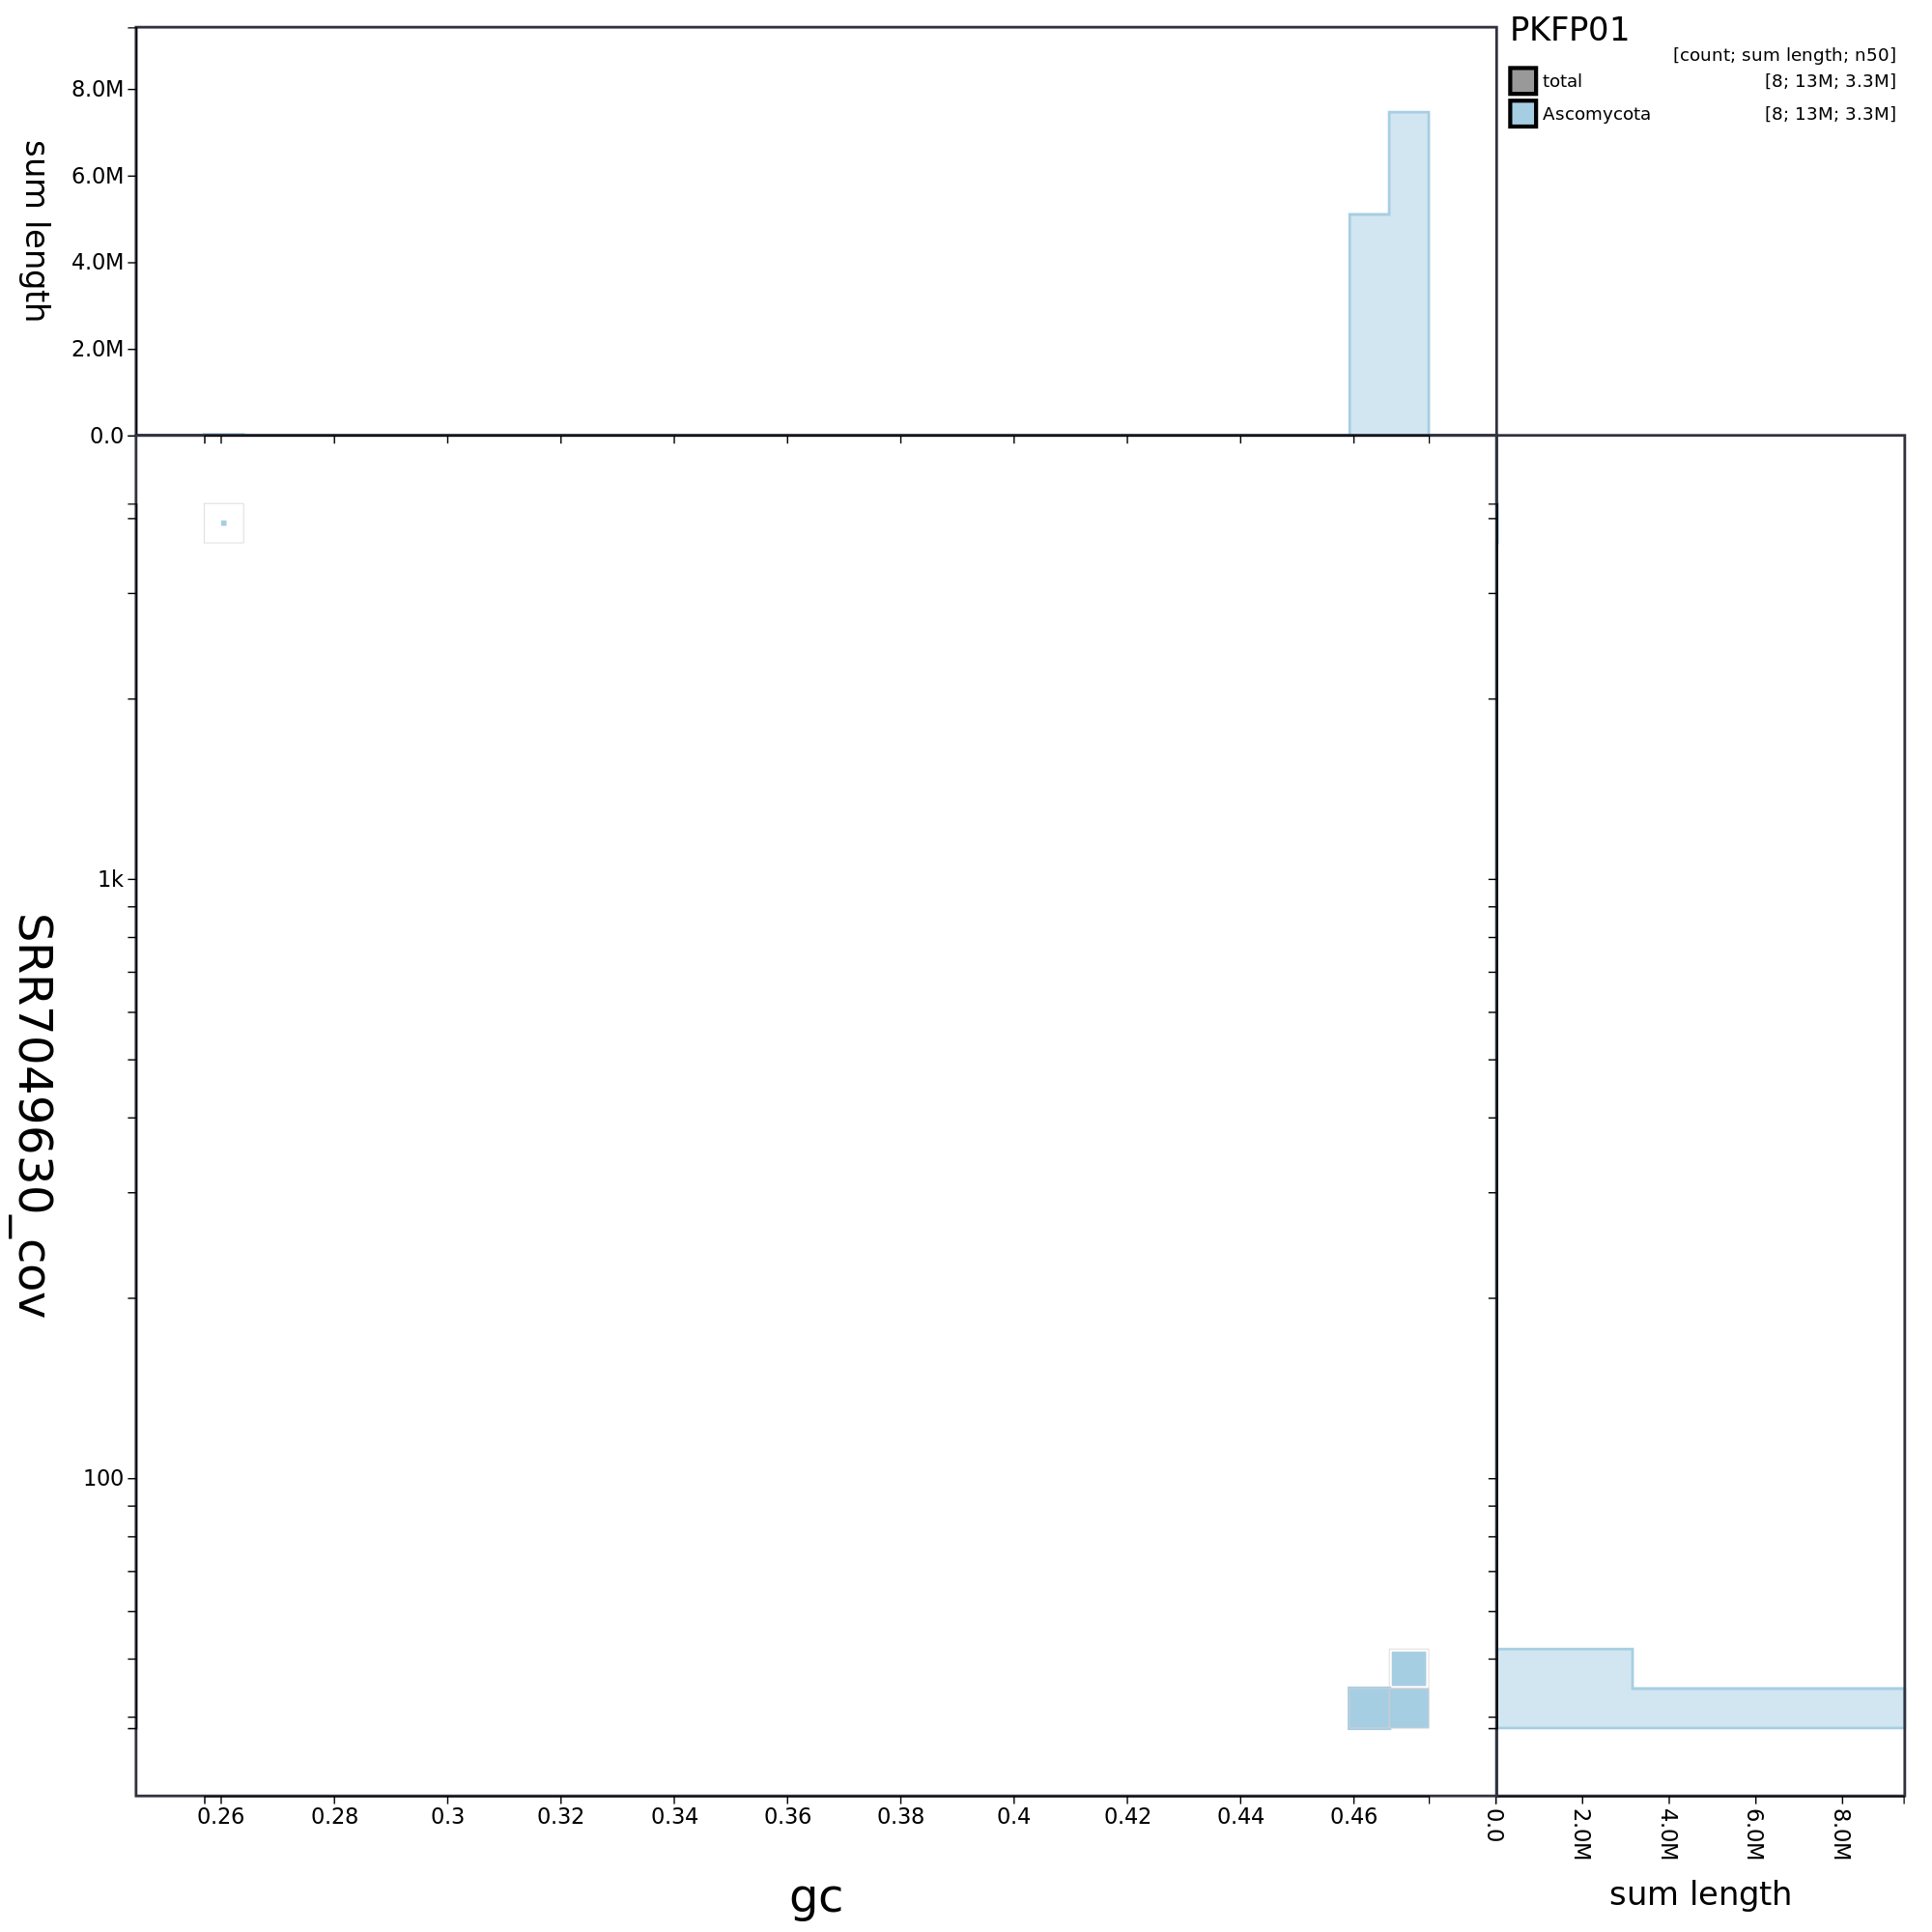 PKFP01
[count; sum length; n50]
total [8; 13M; 3.3M]
Ascomycota [8; 13M; 3.3M]
sum length
8.0M
6.0M
4.0M
2.0M
0.0
SRR7049630_cov
1k
100
0.26 0.28 0.3 0.32 0.34 0.36 0.38 0.4 0.42 0.44 0.46
gc
0.0 2.0M 4.0M 6.0M 8.0M
sum length